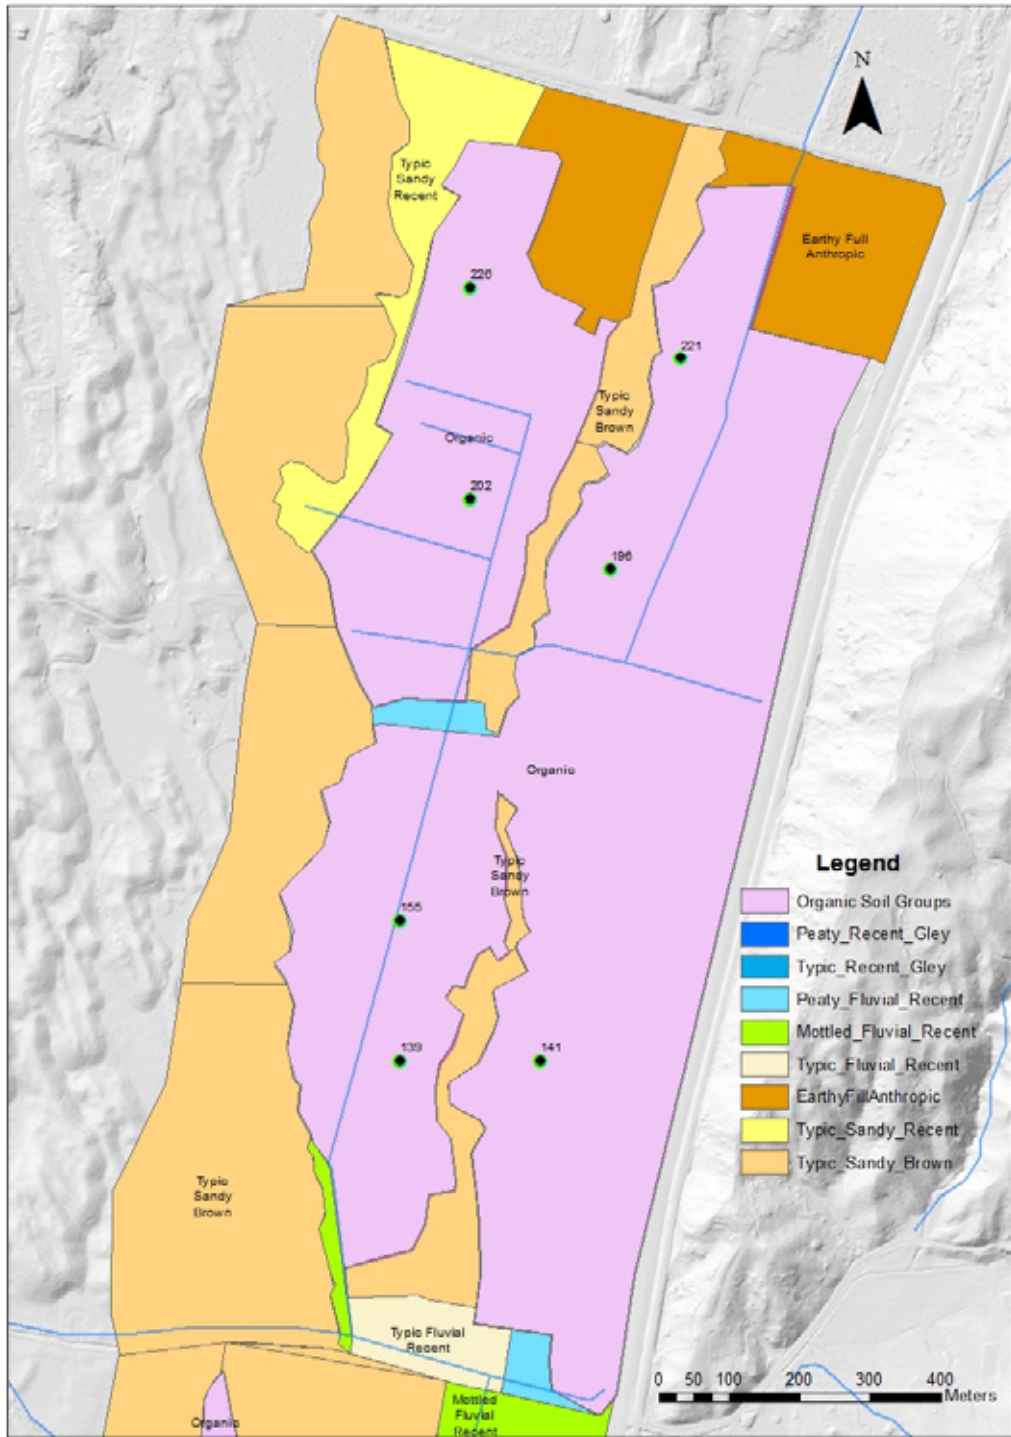 N
Typic
Sandy
Recent
Earthy Full
Anthropic
226
221
Typic
Sandy
Brown
Organic
202
196
Organic
Typic
Sandy
Brown
155
139
141
Typic
Sandy
Brown
Typic Fluvial
Recent
Mottled
Fluvial
Recent
Organic
Legend
Organic Soil Groups
Peaty_Recent_Gley
Typic_Recent_Gley
Peaty_Fluvial_Recent
Mottled_Fluvial_Recent
Typic_Fluvial_Recent
EarthyFillAnthropic
Typic_Sandy_Recent
Typic_Sandy_Brown
0 50 100 200 300 400
Meters